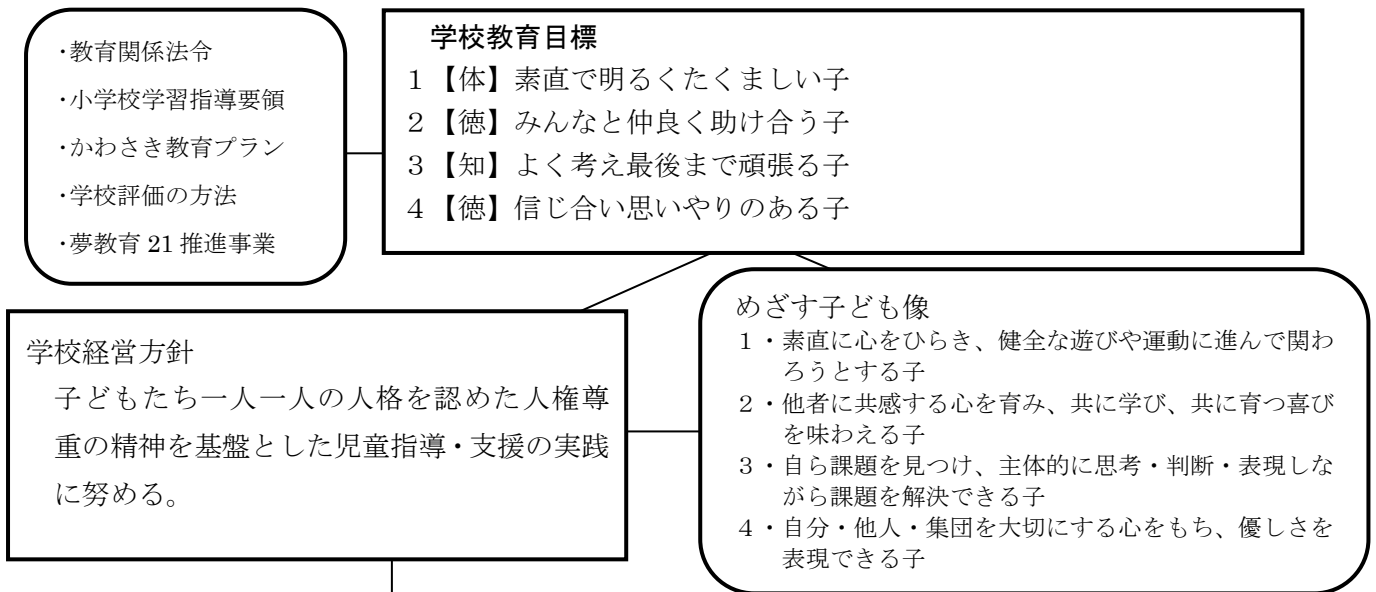 ・教育関係法令
・小学校学習指導要領
・かわさき教育プラン
・学校評価の方法
・夢教育 21 推進事業
学校教育目標
１【体】素直で明るくたくましい子
２【徳】みんなと仲良く助け合う子
３【知】よく考え最後まで頑張る子
４【徳】信じ合い思いやりのある子
学校経営方針
子どもたち一人一人の人格を認めた人権尊
重の精神を基盤とした児童指導・支援の実践
に努める。
めざす子ども像
１・素直に心をひらき、健全な遊びや運動に進んで関わ
ろうとする子
２・他者に共感する心を育み、共に学び、共に育つ喜び
を味わえる子
３・自ら課題を見つけ、主体的に思考・判断・表現しな
がら課題を解決できる子
４・自分・他人・集団を大切にする心をもち、優しさを
表現できる子